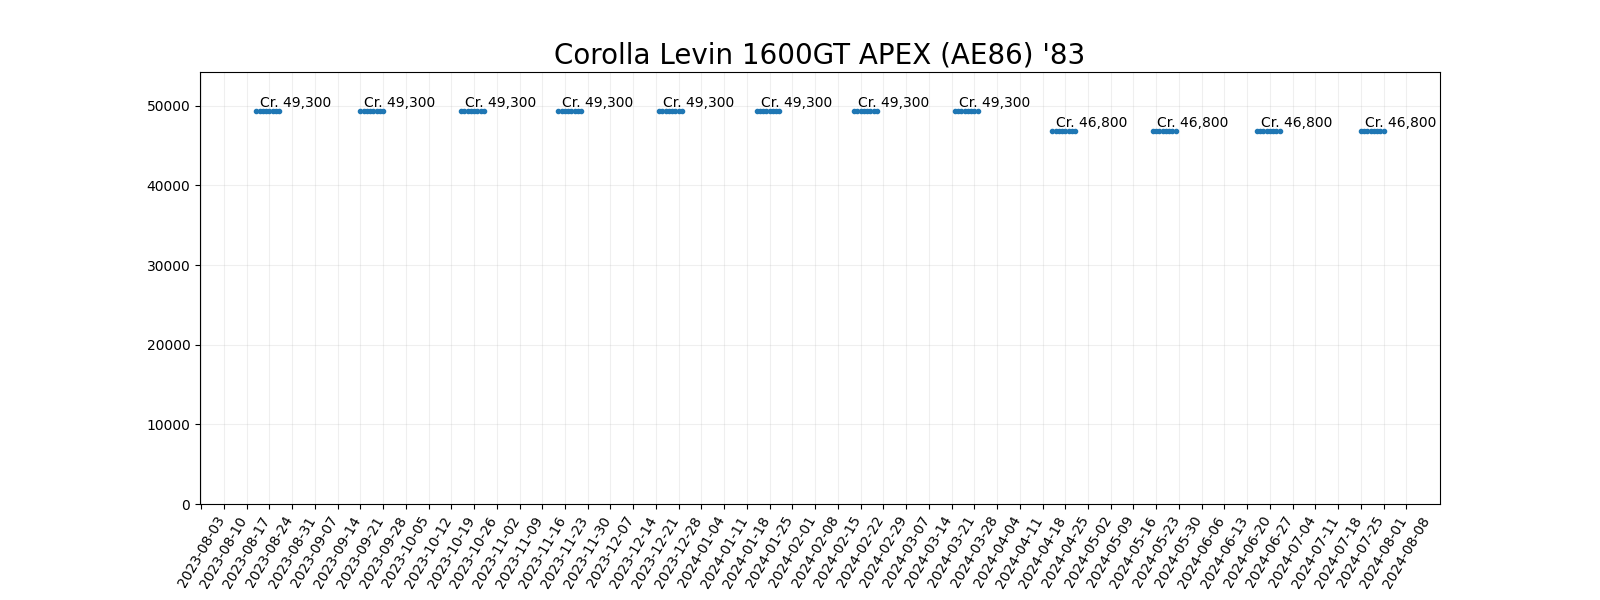 Corolla Levin 1600GT APEX (AE86) '83
Cr. 49,300 Cr. 49,300 Cr. 49,300 Cr. 49,300 Cr. 49,300 Cr. 49,300 Cr. 49,300 Cr. 49,300
Cr. 46,800 Cr. 46,800 Cr. 46,800 Cr. 46,800
50000
40000
30000
20000
10000
0
2023-08-03 2023-08-10 2023-08-17 2023-08-24 2023-08-31 2023-09-07 2023-09-14 2023-09-21 2023-09-28 2023-10-05 2023-10-12 2023-10-19 2023-10-26 2023-11-02 2023-11-09 2023-11-16 2023-11-23 2023-11-30 2023-12-07 2023-12-14 2023-12-21 2023-12-28 2024-01-04 2024-01-11 2024-01-18 2024-01-25 2024-02-01 2024-02-08 2024-02-15 2024-02-22 2024-02-29 2024-03-07 2024-03-14 2024-03-21 2024-03-28 2024-04-04 2024-04-11 2024-04-18 2024-04-25 2024-05-02 2024-05-09 2024-05-16 2024-05-23 2024-05-30 2024-06-06 2024-06-13 2024-06-20 2024-06-27 2024-07-04 2024-07-11 2024-07-18 2024-07-25 2024-08-01 2024-08-08